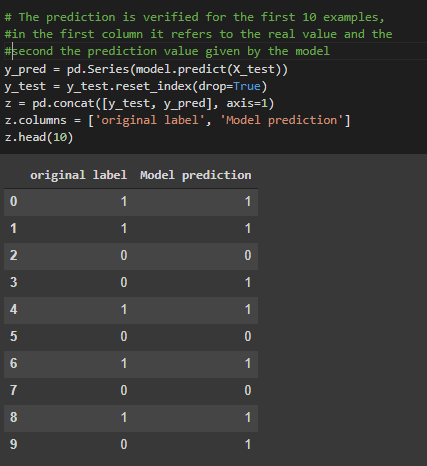 # The prediction is verified for the first 10 examples,
#in the first column it refers to the real value and the
#second the prediction value given by the model
y_pred = pd.Series(model.predict(X_test))
y_test = y_test.reset_index(drop=True)
z = pd.concat([y_test, y_pred], axis=1)
z.columns = ['original label', 'Model prediction']
z.head(10)
original label Model prediction
0 1 1
1 1 1
2 0 0
3 0 1
4 1 1
5 0 0
6 1 1
7 0 0
8 1 1
9 0 1